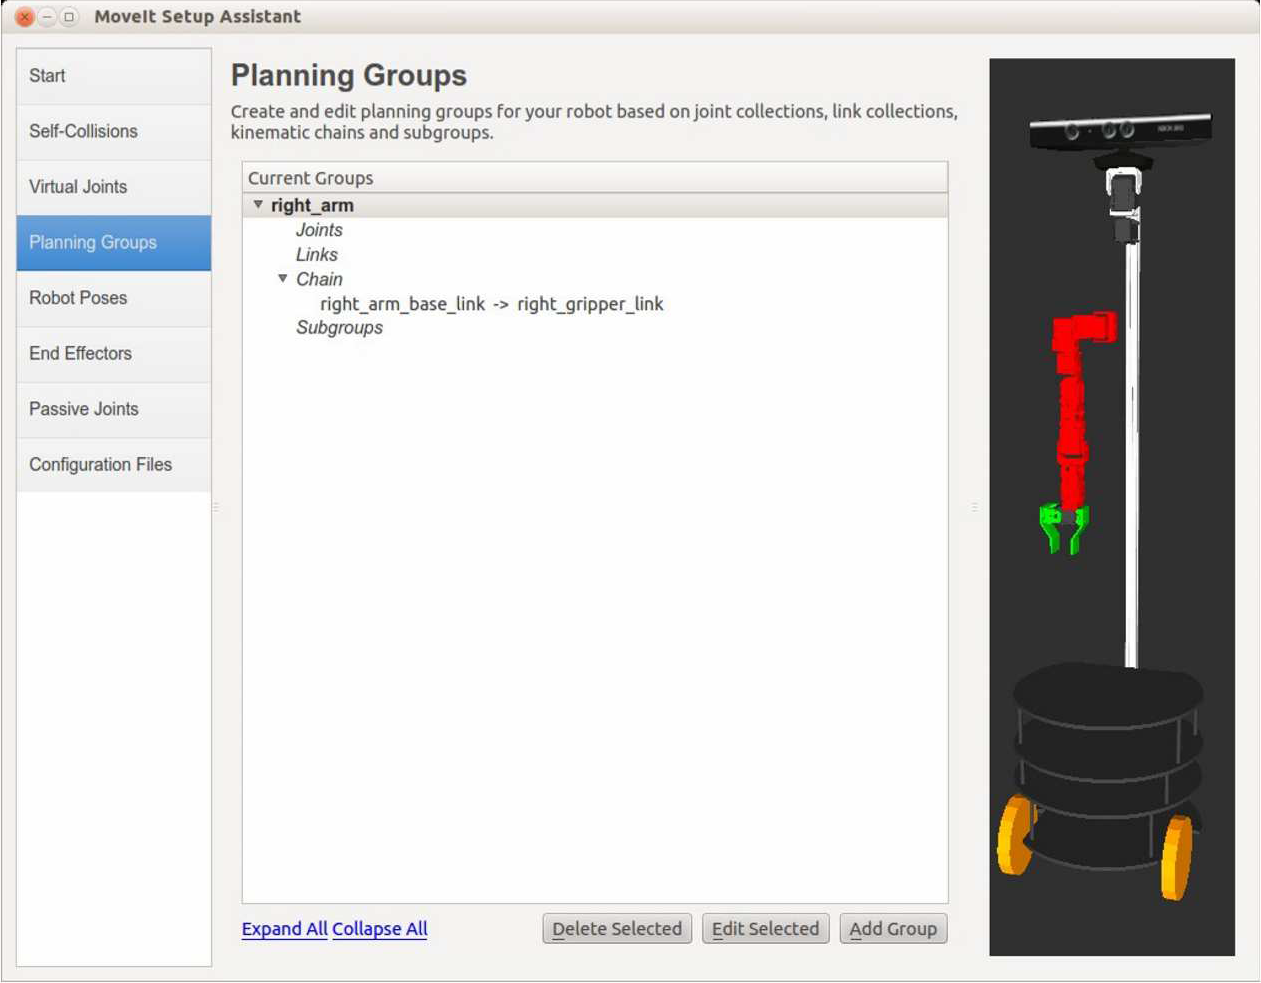 MoveIt Setup Assistant
Start
Self-Collisions
Virtual Joints
Planning Groups
Robot Poses
End Effectors
Passive Joints
Configuration Files
Planning Groups
Create and edit planning groups for your robot based on joint collections, link collections,
kinematic chains and subgroups.
Current Groups
right_arm
Joints
Links
Chain
right_arm_base_link -> right_gripper_link
Subgroups
Expand All Collapse All
Delete Selected
Edit Selected
Add Group
XBOX 360